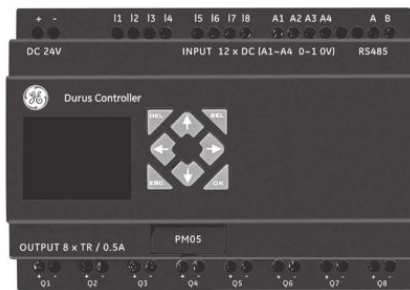 + - I1 I2 I3 I4 I5 I6 I7 I8 A1 A2 A3 A4 A B
DC 24V INPUT 12 x DC (A1~A4 0~10V) RS485
GE Durus Controller
DEL SEL
ESC OK
PM05
OUTPUT 8 x TR / 0.5A
+ - + - + - + - + - + - + - + -
Q1 Q2 Q3 Q4 Q5 Q6 Q7 Q8